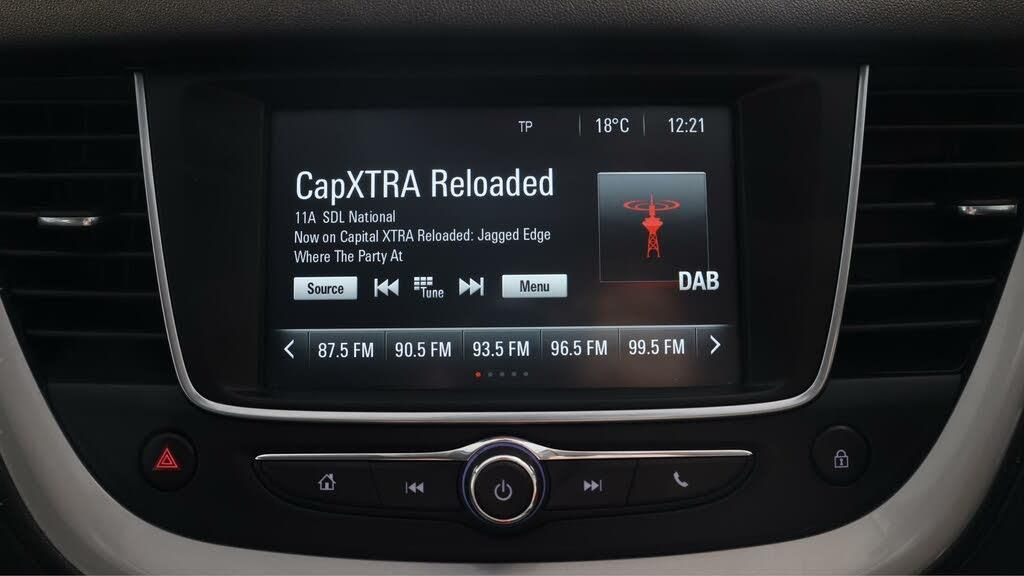 TP 18°C 12:21
CapXTRA Reloaded
11A SDL National
Now on Capital XTRA Reloaded: Jagged Edge
Where The Party At
Source Tune Menu
DAB
87.5 FM 90.5 FM 93.5 FM 96.5 FM 99.5 FM